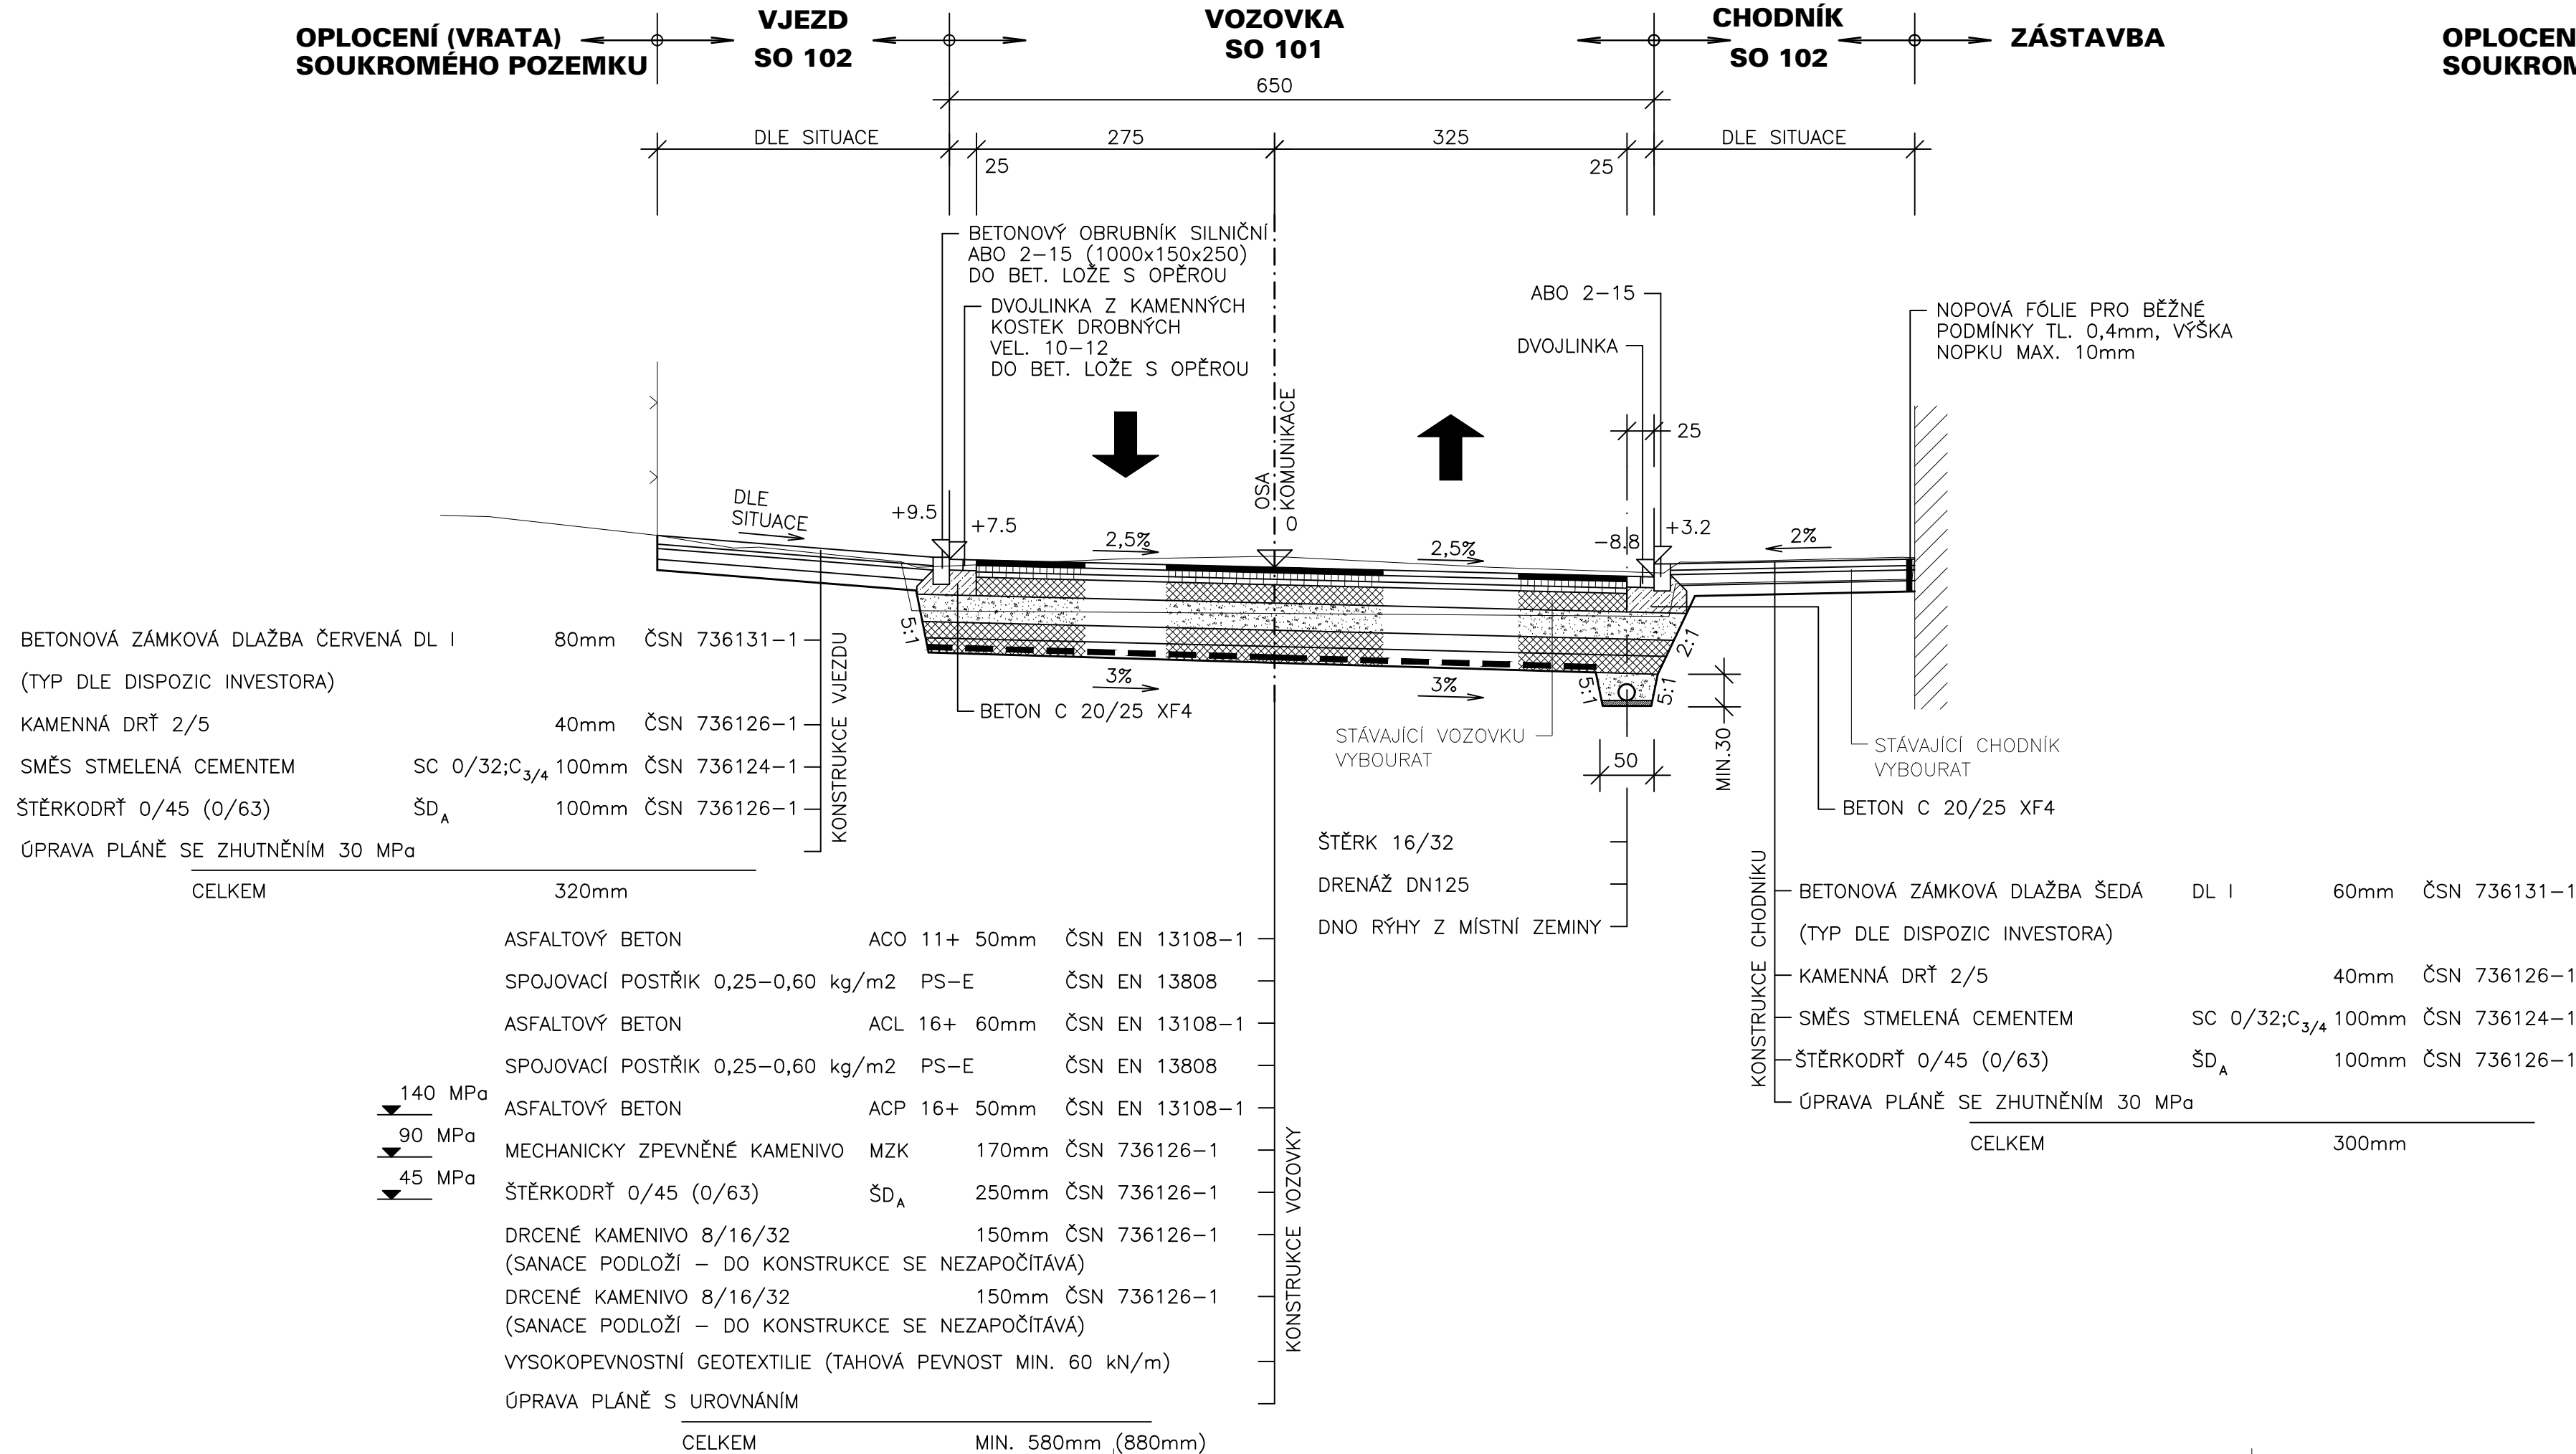 OPLOCENÍ (VRATA)
SOUKROMÉHO POZEMKU
VJEZD
SO 102
VOZOVKA
SO 101
CHODNÍK
SO 102
ZÁSTAVBA
OPLOCEN
SOUKROM
650
DLE SITUACE
275
325
DLE SITUACE
25
25
BETONOVÝ OBRUBNÍK SILNIČNÍ
ABO 2-15 (1000x150x250)
DO BET. LOŽE S OPĚROU
DVOJLINKA Z KAMENNÝCH
KOSTEK DROBNÝCH
VEL. 10-12
DO BET. LOŽE S OPĚROU
ABO 2-15
DVOJLINKA
NOPOVÁ FÓLIE PRO BĚŽNÉ
PODMÍNKY TL. 0,4mm, VÝŠKA
NOPKU MAX. 10mm
OSA
KOMUNIKACE
O
25
DLE
SITUACE
+9.5
+7.5
2,5%
2,5%
-8.8
+3.2
2%
5:1
2:1
3%
3%
5:1
5:1
BETON C 20/25 XF4
STÁVAJÍCÍ VOZOVKU
VYBOURAT
50
MIN.30
STÁVAJÍCÍ CHODNÍK
VYBOURAT
BETON C 20/25 XF4
BETONOVÁ ZÁMKOVÁ DLAŽBA ČERVENÁ DL I 80mm ČSN 736131-1
(TYP DLE DISPOZIC INVESTORA)
KAMENNÁ DRŤ 2/5 40mm ČSN 736126-1
SMĚS STMELENÁ CEMENTEM SC 0/32;C3/4 100mm ČSN 736124-1
ŠTĚRKODRŤ 0/45 (0/63) ŠDA 100mm ČSN 736126-1
ÚPRAVA PLÁNĚ SE ZHUTNĚNÍM 30 MPa
CELKEM 320mm
KONSTRUKCE VJEZDU
ŠTĚRK 16/32
DRENÁŽ DN125
DNO RÝHY Z MÍSTNÍ ZEMINY
ASFALTOVÝ BETON ACO 11+ 50mm ČSN EN 13108-1
SPOJOVACÍ POSTŘIK 0,25-0,60 kg/m2 PS-E ČSN EN 13808
ASFALTOVÝ BETON ACL 16+ 60mm ČSN EN 13108-1
SPOJOVACÍ POSTŘIK 0,25-0,60 kg/m2 PS-E ČSN EN 13808
140 MPa
ASFALTOVÝ BETON ACP 16+ 50mm ČSN EN 13108-1
90 MPa
MECHANICKY ZPEVNĚNÉ KAMENIVO MZK 170mm ČSN 736126-1
45 MPa
ŠTĚRKODRŤ 0/45 (0/63) ŠDA 250mm ČSN 736126-1
DRCENÉ KAMENIVO 8/16/32 150mm ČSN 736126-1
(SANACE PODLOŽÍ - DO KONSTRUKCE SE NEZAPOČÍTÁVÁ)
DRCENÉ KAMENIVO 8/16/32 150mm ČSN 736126-1
(SANACE PODLOŽÍ - DO KONSTRUKCE SE NEZAPOČÍTÁVÁ)
VYSOKOPEVNOSTNÍ GEOTEXTILIE (TAHOVÁ PEVNOST MIN. 60 kN/m)
ÚPRAVA PLÁNĚ S UROVNÁNÍM
CELKEM MIN. 580mm (880mm)
KONSTRUKCE VOZOVKY
KONSTRUKCE CHODNÍKU
BETONOVÁ ZÁMKOVÁ DLAŽBA ŠEDÁ DL I 60mm ČSN 736131-1
(TYP DLE DISPOZIC INVESTORA)
KAMENNÁ DRŤ 2/5 40mm ČSN 736126-1
SMĚS STMELENÁ CEMENTEM SC 0/32;C3/4 100mm ČSN 736124-1
ŠTĚRKODRŤ 0/45 (0/63) ŠDA 100mm ČSN 736126-1
ÚPRAVA PLÁNĚ SE ZHUTNĚNÍM 30 MPa
CELKEM 300mm